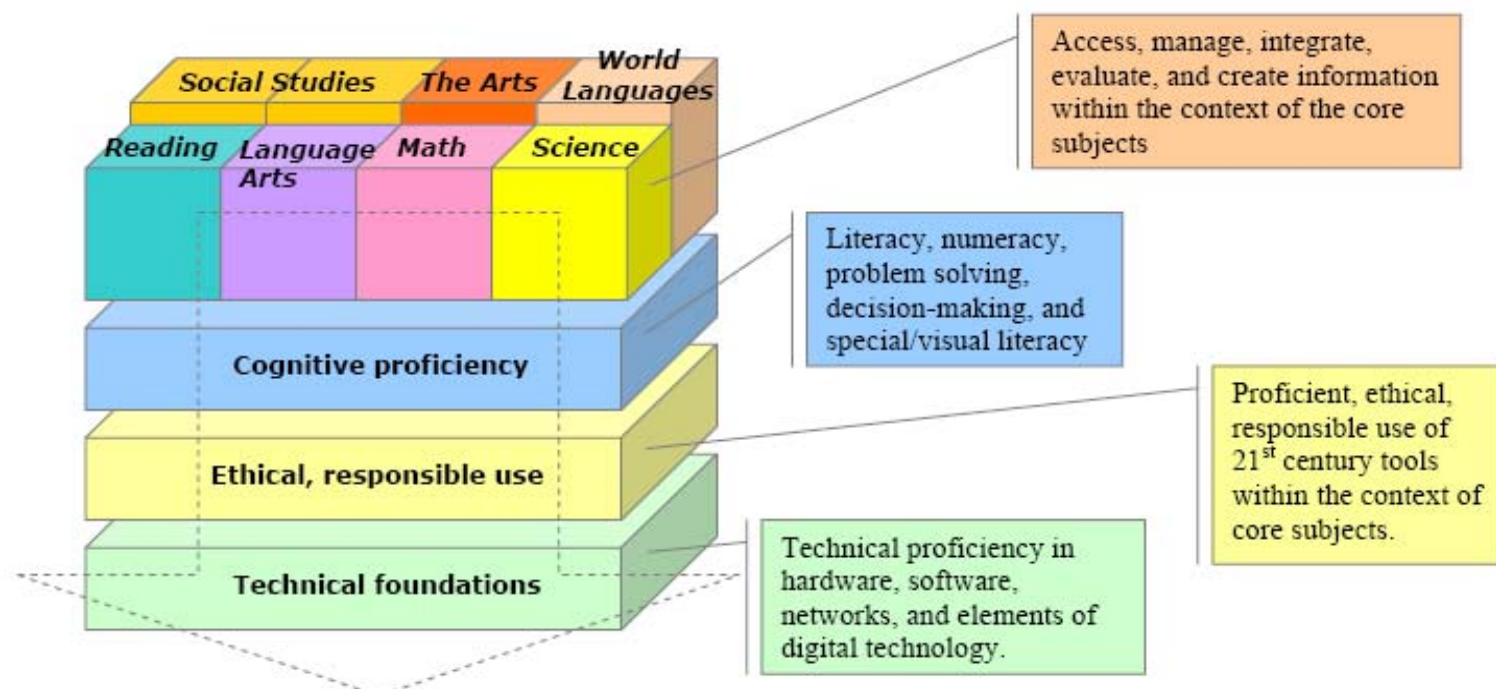 Social Studies
The Arts
World
Languages
Reading
Language
Arts
Math
Science
Cognitive proficiency
Ethical, responsible use
Technical foundations
Access, manage, integrate,
evaluate, and create information
within the context of the core
subjects
Literacy, numeracy,
problem solving,
decision-making, and
special/visual literacy
Proficient, ethical,
responsible use of
21st century tools
within the context of
core subjects.
Technical proficiency in
hardware, software,
networks, and elements of
digital technology.